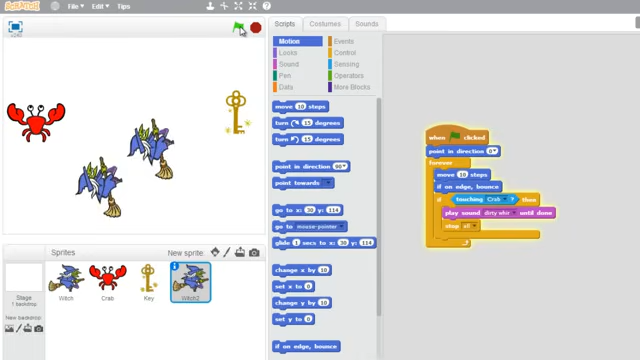 SCRATCH
File
Edit
Tips
Scripts
Costumes
Sounds
Motion
Looks
Sound
Pen
Data
Events
Control
Sensing
Operators
More Blocks
move 10 steps
turn 15 degrees
turn 15 degrees
point in direction 90
point towards
go to x: 30 y: 114
go to mouse-pointer
glide 1 secs to x: 30 y: 114
change x by 10
set x to 0
change y by 10
set y to 0
if on edge, bounce
when clicked
point in direction 0
forever
move 10 steps
if on edge, bounce
if touching Crab ? then
play sound until done
stop all
Sprites
New sprite:
Stage
1 backdrop
New backdrop:
Witch
Crab
Key
Witch2